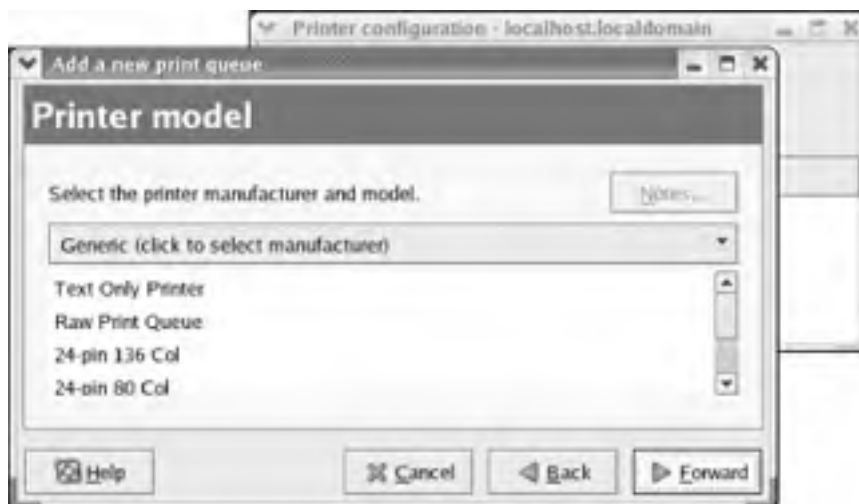 Printer configuration - localhost.localdomain
Add a new print queue
Printer model
Select the printer manufacturer and model.
Notes...
Generic (click to select manufacturer)
Text Only Printer
Raw Print Queue
24-pin 136 Col
24-pin 80 Col
Help
Cancel
Back
Forward